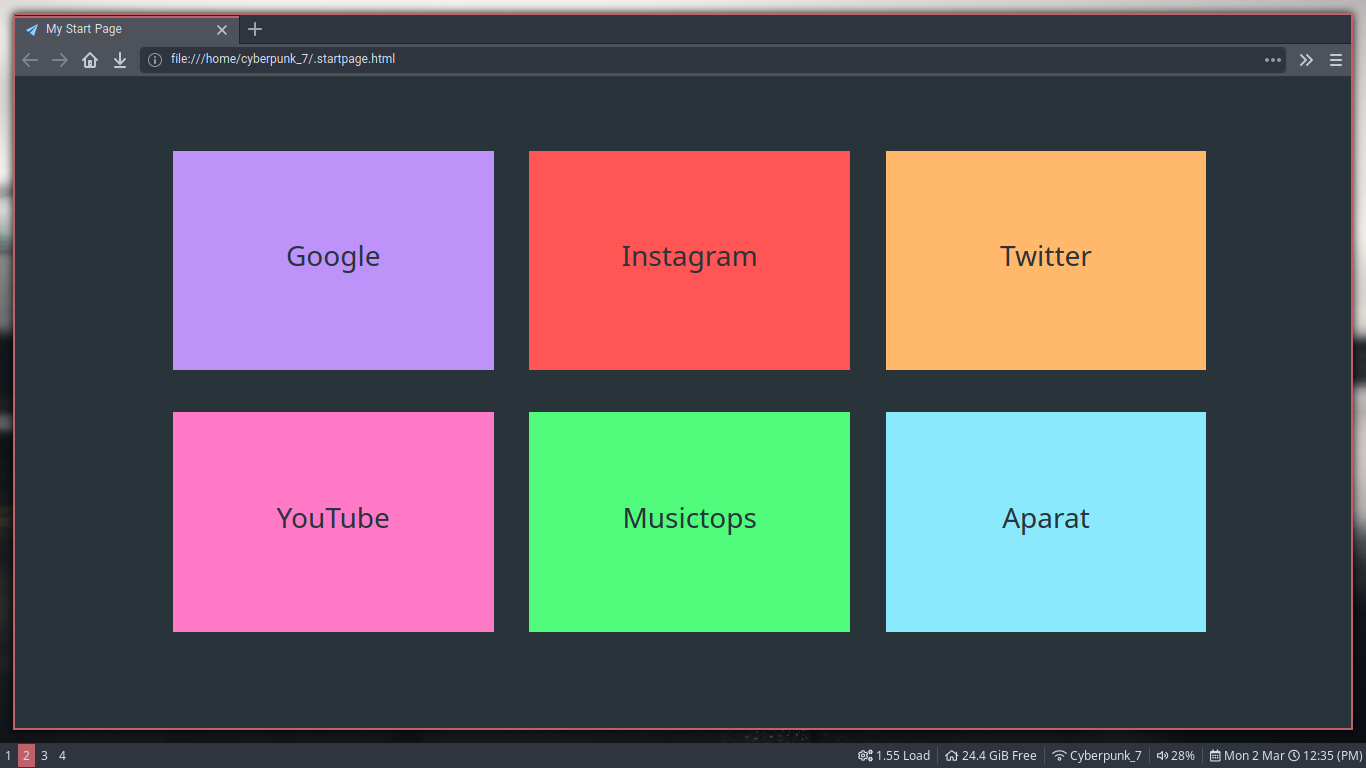 My Start Page
file:///home/cyberpunk_7/.startpage.html
Google Instagram Twitter
YouTube Musictops Aparat
1 2 3 4 1.55 Load 24.4 GiB Free Cyberpunk_7 28% Mon 2 Mar 12:35 (PM)